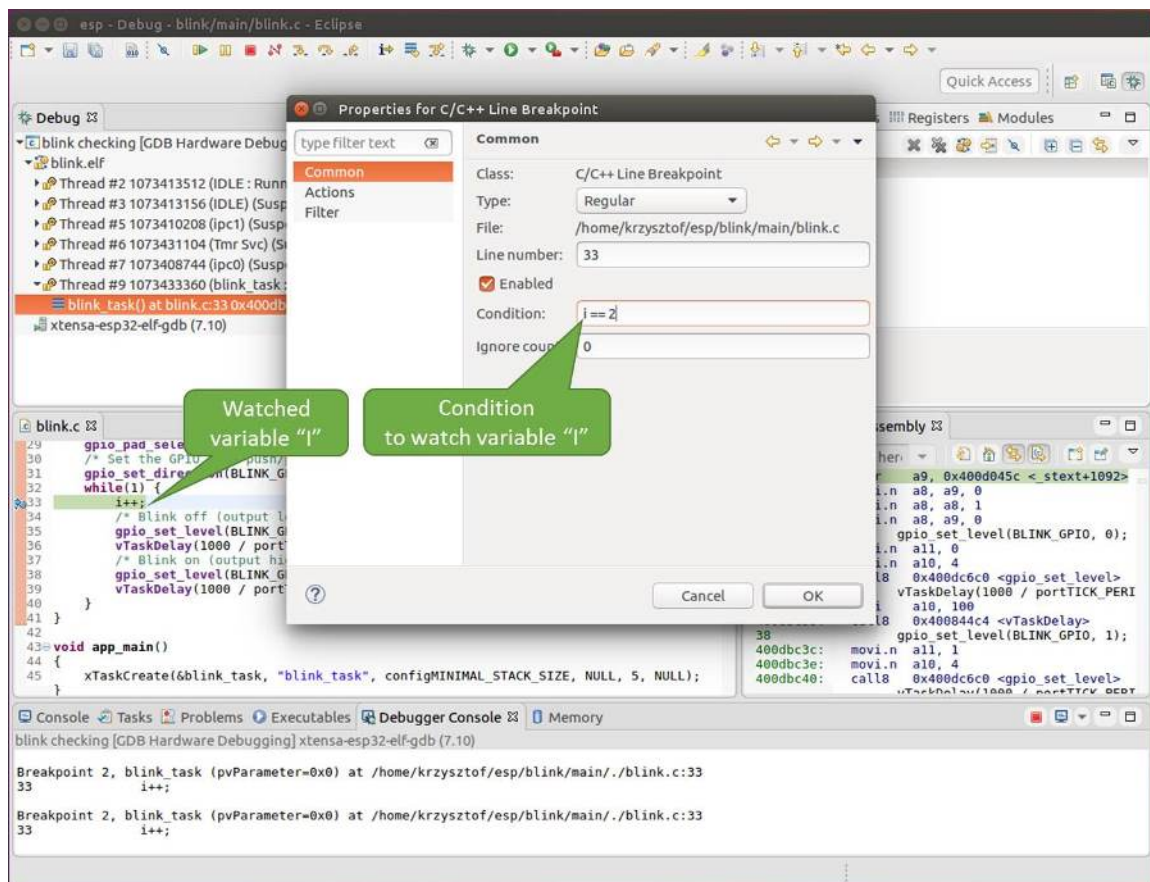 esp - Debug - blink/main/blink.c - Eclipse
Quick Access
Debug
Registers Modules
blink checking [GDB Hardware Debug
blink.elf
Thread #2 1073413512 (IDLE : Runn
Thread #3 1073413156 (IDLE) (Susp
Thread #5 1073410208 (ipc1) (Susp
Thread #6 1073431104 (Tmr Svc) (S
Thread #7 1073408744 (ipc0) (Susp
Thread #9 1073433360 (blink_task :
blink_task() at blink.c:33 0x400db
xtensa-esp32-elf-gdb (7.10)
Properties for C/C++ Line Breakpoint
type filter text
Common
Actions
Filter
Common
Class: C/C++ Line Breakpoint
Type: Regular
File: /home/krzysztof/esp/blink/main/blink.c
Line number: 33
Enabled
Condition: i == 2
Ignore coun 0
Cancel OK
Watched
variable “I”
Condition
to watch variable “I”
blink.c
29 gpio_pad_sele
30 /* Set the GPIO push/
31 gpio_set_direction(BLINK_G
32 while(1) {
33 i++;
34 /* Blink off (output l
35 gpio_set_level(BLINK_G
36 vTaskDelay(1000 / port
37 /* Blink on (output hi
38 gpio_set_level(BLINK_G
39 vTaskDelay(1000 / port
40 }
41 }
42
43 void app_main()
44 {
45 xTaskCreate(&blink_task, "blink_task", configMINIMAL_STACK_SIZE, NULL, 5, NULL);
}
ssembly
her
r a9, 0x400d045c <_stext+1092>
i.n a8, a9, 0
i.n a8, a8, 1
i.n a8, a9, 0
gpio_set_level(BLINK_GPIO, 0);
i.n a11, 0
i.n a10, 4
l8 0x400dc6c0 <gpio_set_level>
vTaskDelay(1000 / portTICK_PERI
i a10, 100
l8 0x400844c4 <vTaskDelay>
38 gpio_set_level(BLINK_GPIO, 1);
400dbc3c: movi.n a11, 1
400dbc3e: movi.n a10, 4
400dbc40: call8 0x400dc6c0 <gpio_set_level>
vTaskDelay(1000 / portTICK_PERI
Console Tasks Problems Executables Debugger Console Memory
blink checking [GDB Hardware Debugging] xtensa-esp32-elf-gdb (7.10)
Breakpoint 2, blink_task (pvParameter=0x0) at /home/krzysztof/esp/blink/main/./blink.c:33
33 i++;
Breakpoint 2, blink_task (pvParameter=0x0) at /home/krzysztof/esp/blink/main/./blink.c:33
33 i++;